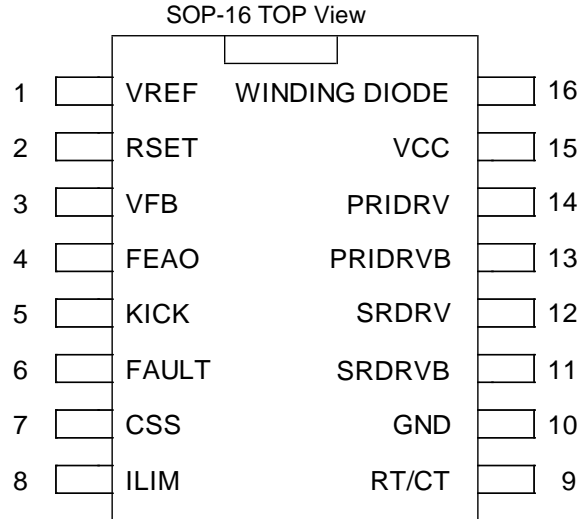 SOP-16 TOP View
1 VREF WINDING DIODE 16
2 RSET VCC 15
3 VFB PRIDRV 14
4 FEAO PRIDRVB 13
5 KICK SRDRV 12
6 FAULT SRDRVB 11
7 CSS GND 10
8 ILIM RT/CT 9